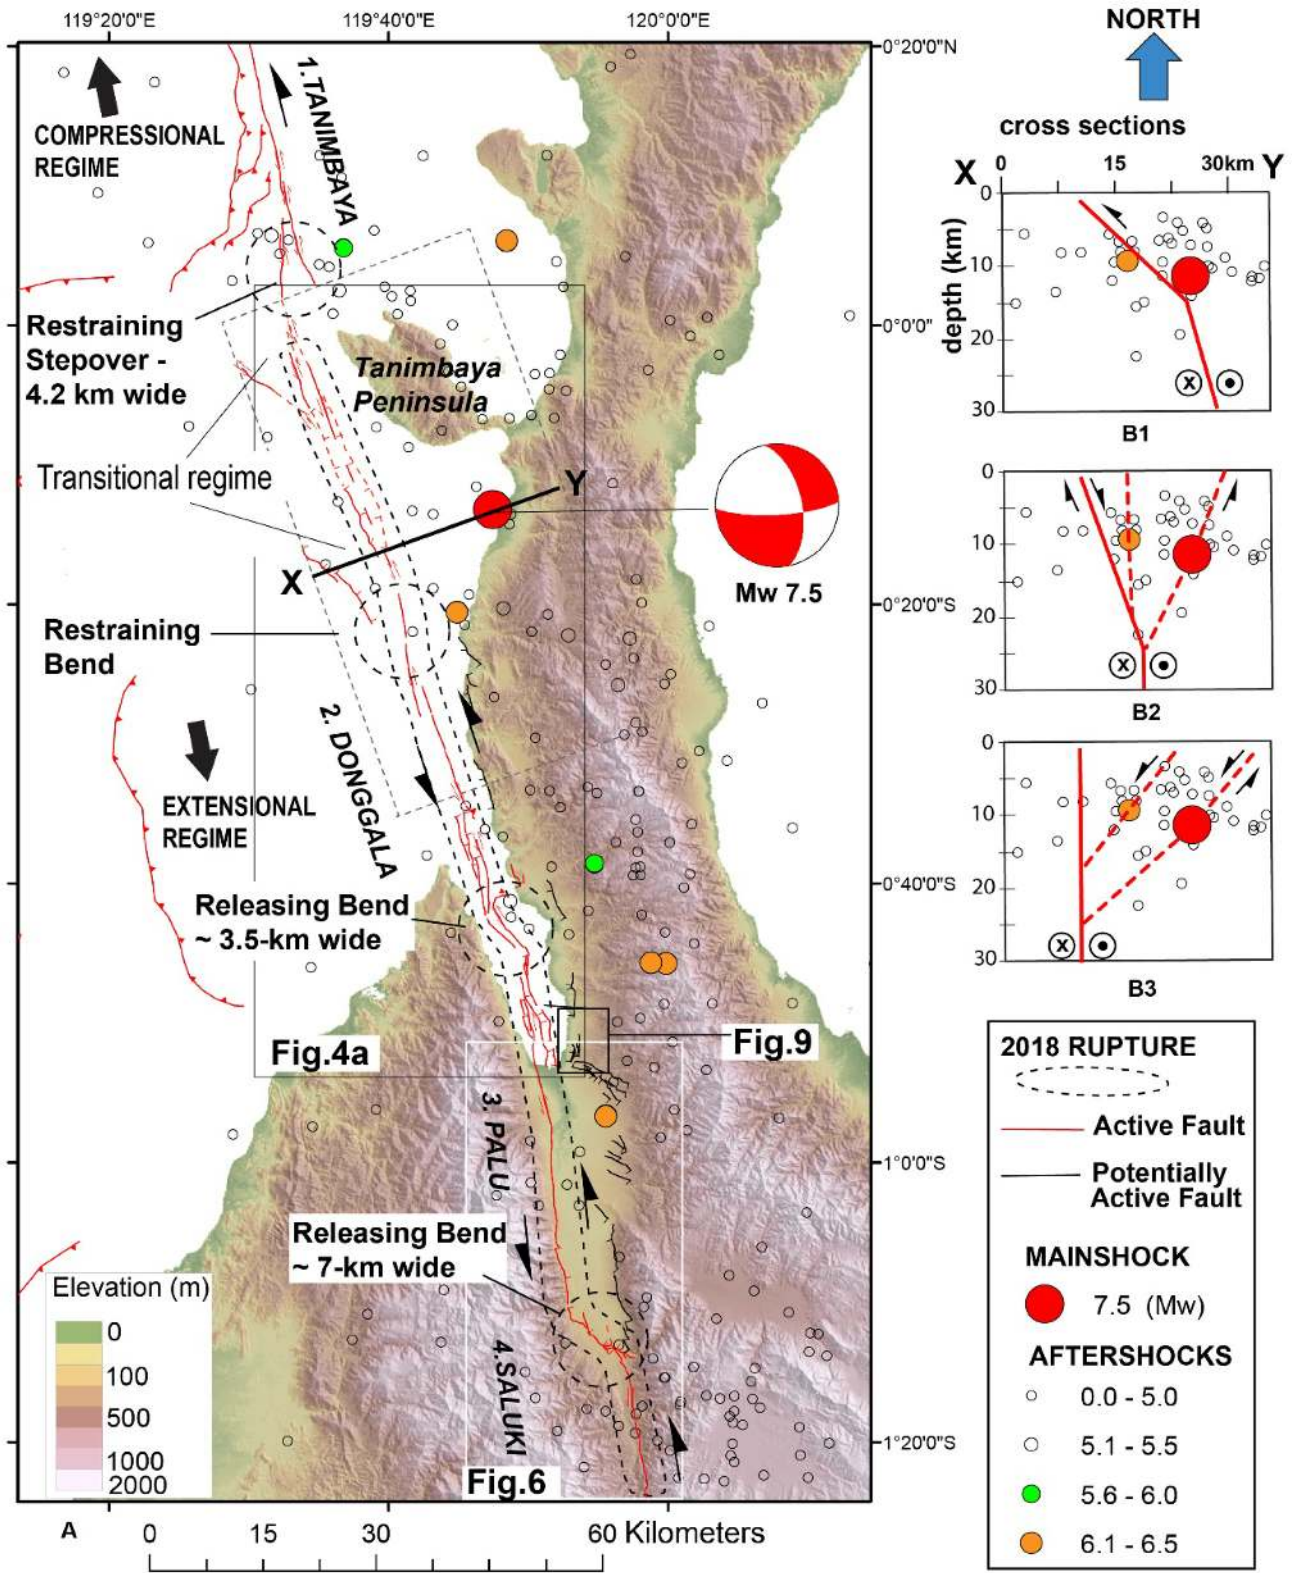 119°20'0"E
119°40'0"E
120°0'0"E
0°20'0"N
0°0'0"
0°20'0"S
0°40'0"S
1°0'0"S
1°20'0"S
COMPRESSIONAL
REGIME
1.TANIMBAYA
Restraining
Stepover -
4.2 km wide
Tanimbaya
Peninsula
Transitional regime
X
Y
Mw 7.5
Restraining
Bend
2. DONGGALA
EXTENSIONAL
REGIME
Releasing Bend
~ 3.5-km wide
Fig.4a
Fig.9
3. PALU
Releasing Bend
~ 7-km wide
4.SALUKI
Fig.6
Elevation (m)
0
100
500
1000
2000
A
0
15
30
60 Kilometers
NORTH
cross sections
X
0
15
30km
Y
depth (km)
0
10
20
30
X
B1
0
10
20
30
X
B2
0
10
20
30
X
B3
2018 RUPTURE
Active Fault
Potentially
Active Fault
MAINSHOCK
7.5 (Mw)
AFTERSHOCKS
0.0 - 5.0
5.1 - 5.5
5.6 - 6.0
6.1 - 6.5